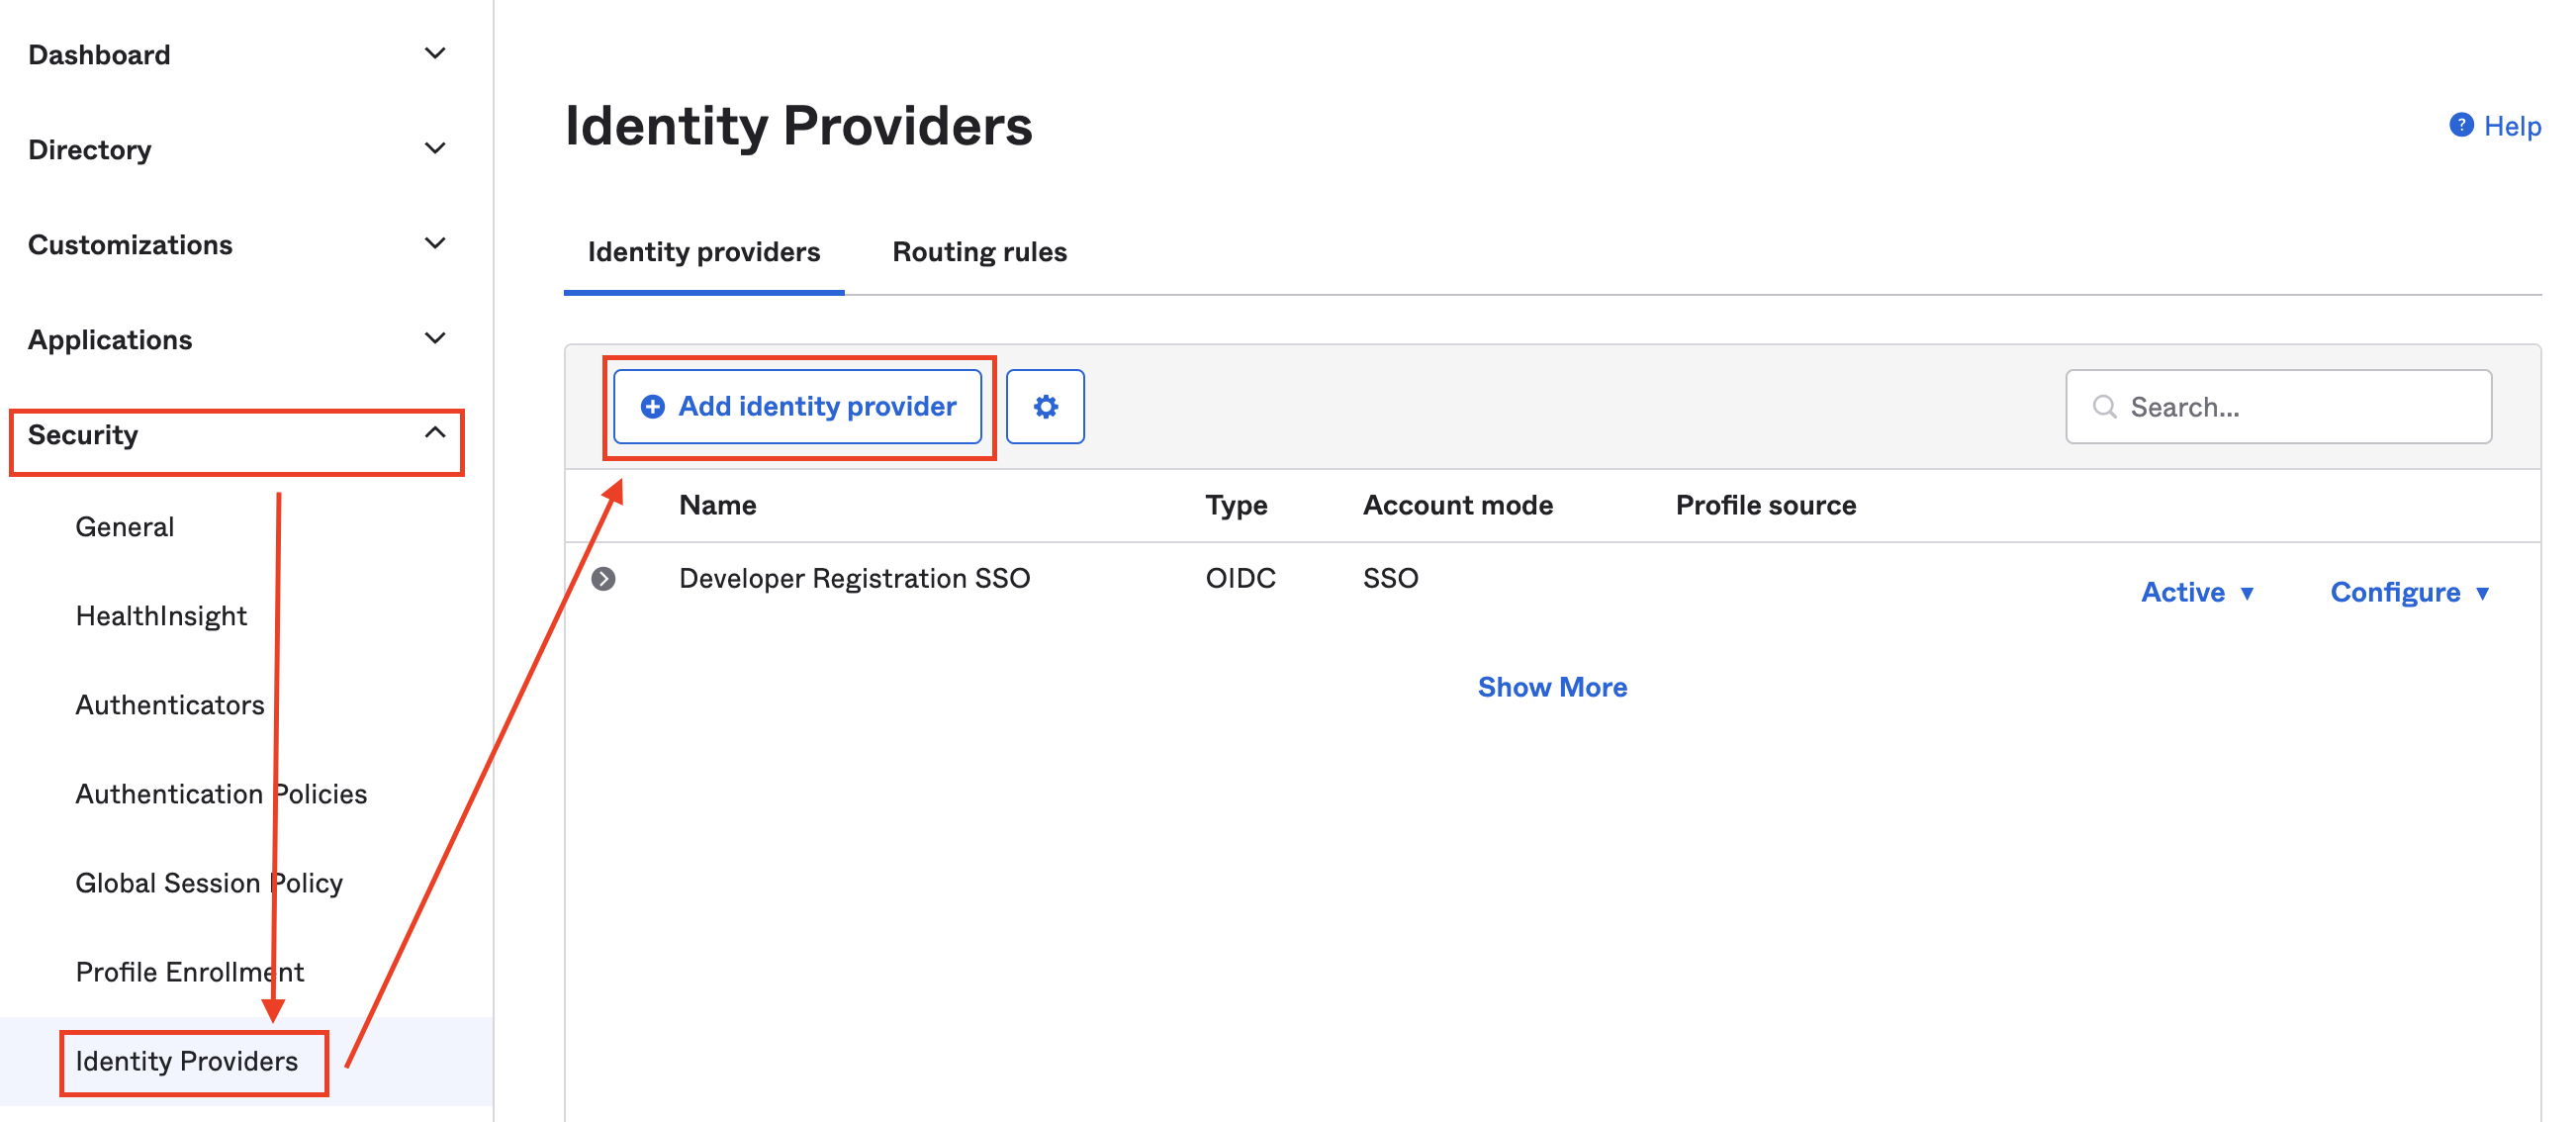 Dashboard
Directory
Customizations
Applications
Security
General
HealthInsight
Authenticators
Authentication Policies
Global Session Policy
Profile Enrollment
Identity Providers
Identity Providers
? Help
Identity providers Routing rules
Add identity provider
Search...
Name Type Account mode Profile source
Developer Registration SSO OIDC SSO Active ▼ Configure ▼
Show More